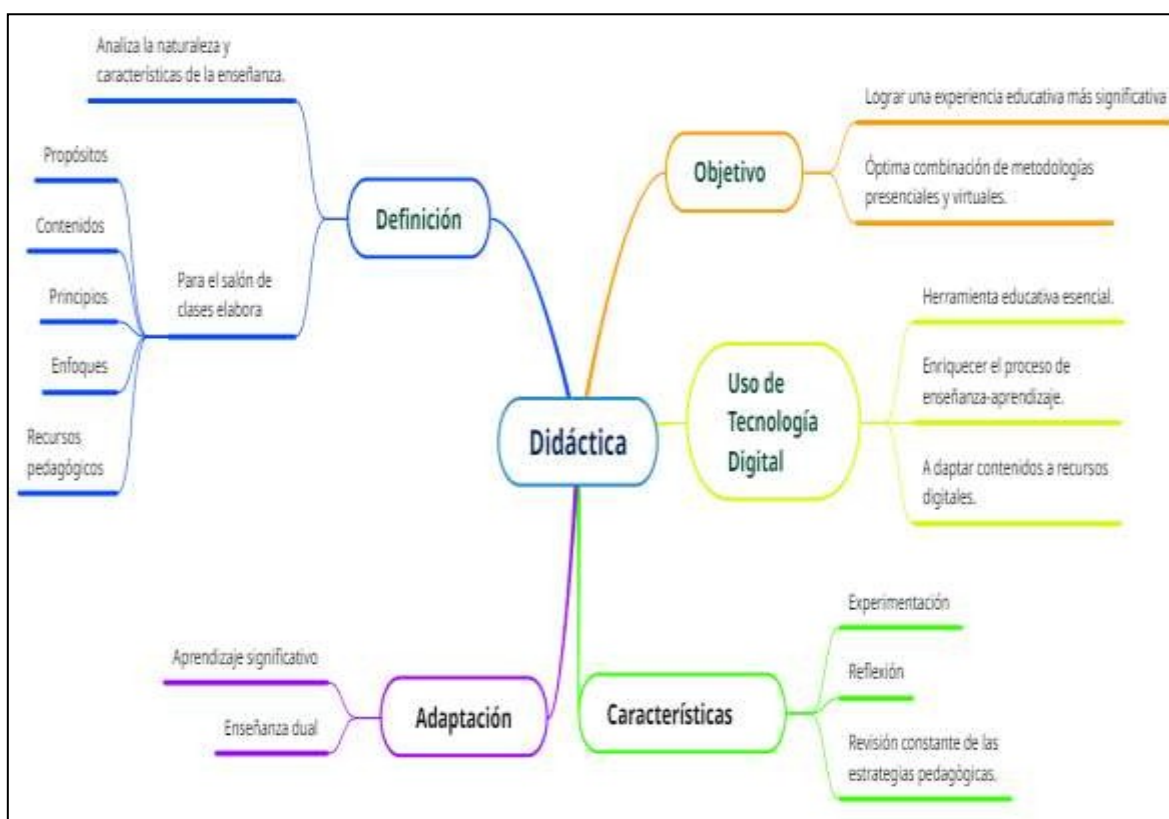 Analiza la naturaleza y
características de la enseñanza.
Propósitos
Contenidos
Principios
Enfoques
Recursos
pedagógicos
Para el salón de
clases elabora
Definición
Objetivo
Lograr una experiencia educativa más significativa
Óptima combinación de metodologías
presenciales y virtuales.
Didáctica
Uso de
Tecnología
Digital
Herramienta educativa esencial.
Enriquecer el proceso de
enseñanza-aprendizaje.
A daptar contenidos a recursos
digitales.
Aprendizaje significativo
Enseñanza dual
Adaptación
Características
Experimentación
Reflexión
Revisión constante de las
estrategias pedagógicas.